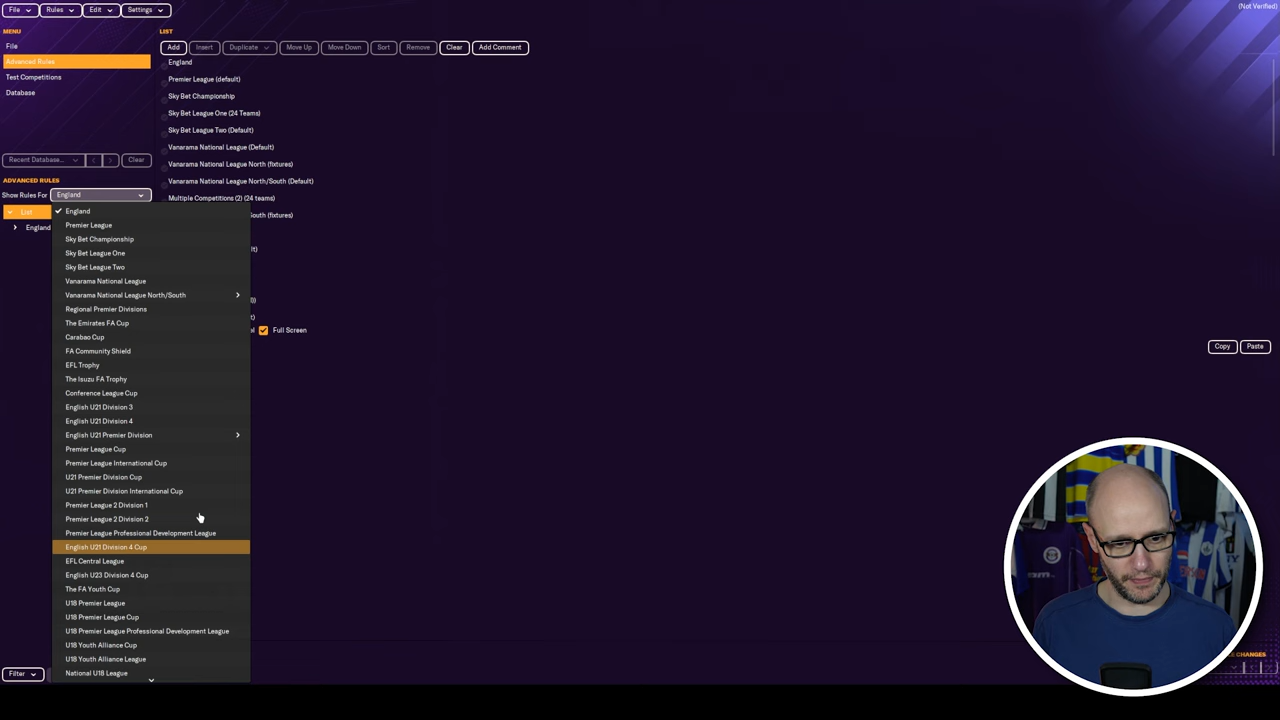 File
Rules
Edit
Settings
(Not Verified)
MENU
File
Advanced Rules
Test Competitions
Database
Recent Database...
Clear
ADVANCED RULES
Show Rules For
England
List
England
LIST
Add
Insert
Duplicate
Move Up
Move Down
Sort
Remove
Clear
Add Comment
England
Premier League (default)
Sky Bet Championship
Sky Bet League One (24 Teams)
Sky Bet League Two (Default)
Vanarama National League (Default)
Vanarama National League North (fixtures)
Vanarama National League North/South (Default)
Multiple Competitions (2) (24 teams)
South (fixtures)
England
Premier League
Sky Bet Championship
Sky Bet League One
Sky Bet League Two
Vanarama National League
Vanarama National League North/South
Regional Premier Divisions
The Emirates FA Cup
Carabao Cup
FA Community Shield
EFL Trophy
The Isuzu FA Trophy
Conference League Cup
English U21 Division 3
English U21 Division 4
English U21 Premier Division
Premier League Cup
Premier League International Cup
U21 Premier Division Cup
U21 Premier Division International Cup
Premier League 2 Division 1
Premier League 2 Division 2
Premier League Professional Development League
English U21 Division 4 Cup
EFL Central League
English U23 Division 4 Cup
The FA Youth Cup
U18 Premier League
U18 Premier League Cup
U18 Premier League Professional Development League
U18 Youth Alliance Cup
U18 Youth Alliance League
National U18 League
Full Screen
Copy
Paste
Filter
CHANGES